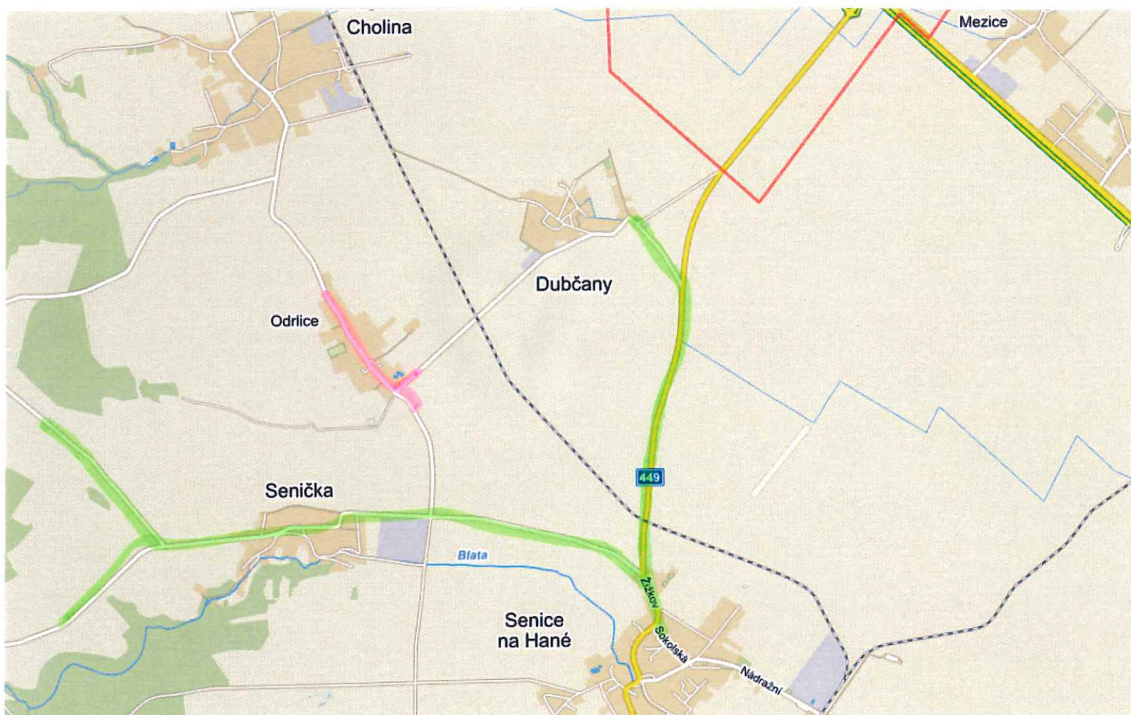 Cholina
Mezice
Dubčany
Odrlice
449
Senička
Blata
Žižkov
Senice
na Hané
Sokolská
Nádražní